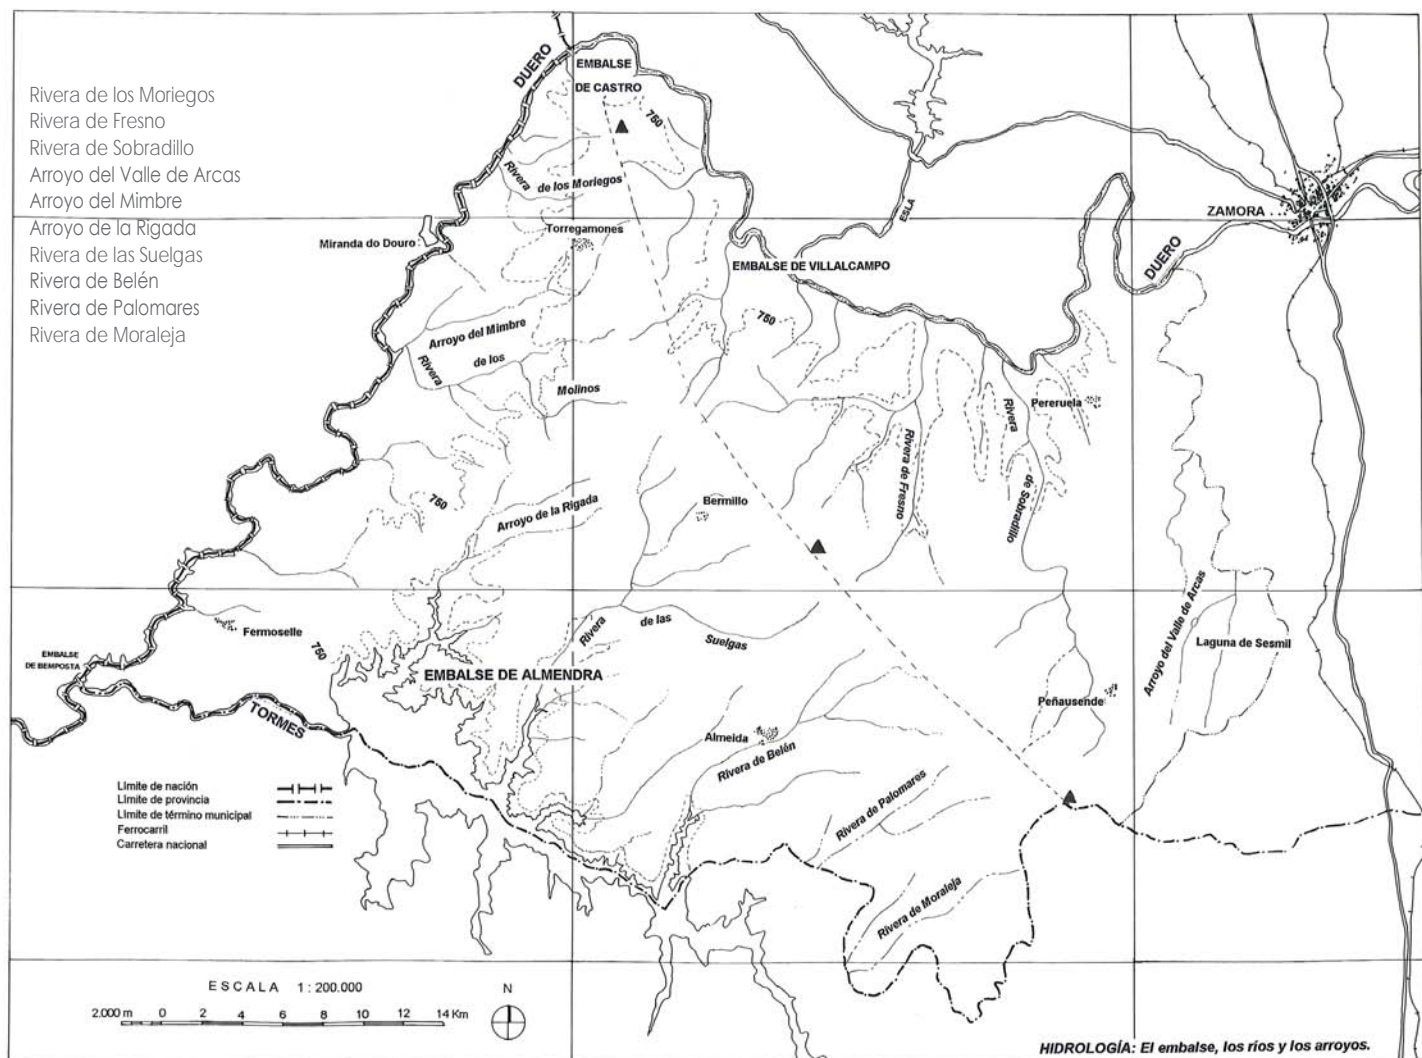 Rivera de los Moriegos
Rivera de Fresno
Rivera de Sobradillo
Arroyo del Valle de Arcas
Arroyo del Mimbre
Arroyo de la Rigada
Rivera de las Suelgas
Rivera de Belén
Rivera de Palomares
Rivera de Moraleja
DUERO
EMBALSE
DE CASTRO
750
Rivera
de los Moriegos
ESLA
ZAMORA
Miranda do Douro
Torregamones
EMBALSE DE VILLALCAMPO
DUERO
750
Arroyo del Mimbre
Rivera
de los
Molinos
Pereruela
Rivera
de Sobradillo
Rivera de Fresno
750
Arroyo de la Rigada
Bermillo
Fermoselle
750
Rivera
de las
Suelgas
Arroyo del Valle de Arcas
Laguna de Sesmil
EMBALSE
DE BEMPOSTA
EMBALSE DE ALMENDRA
TORMES
Peñausende
Almeida
Rivera de Belén
Rivera de Palomares
Rivera de Moraleja
Límite de nación
Límite de provincia
Límite de término municipal
Ferrocarril
Carretera nacional
ESCALA 1:200.000
2.000 m 0 2 4 6 8 10 12 14 Km
N
HIDROLOGÍA: El embalse, los ríos y los arroyos.